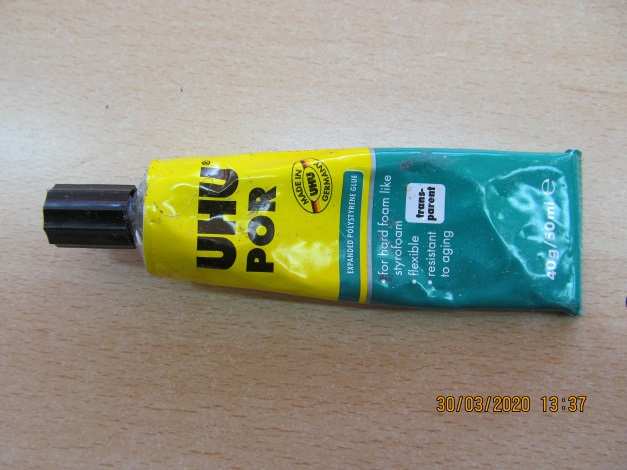 UHU®
POR
MADE IN
UHU
GERMANY
EXPANDED POLYSTYRENE GLUE
• for hard foam like
styrofoam
• flexible
• resistant
to aging
trans-
parent
40g/50ml e
30/03/2020 13:37